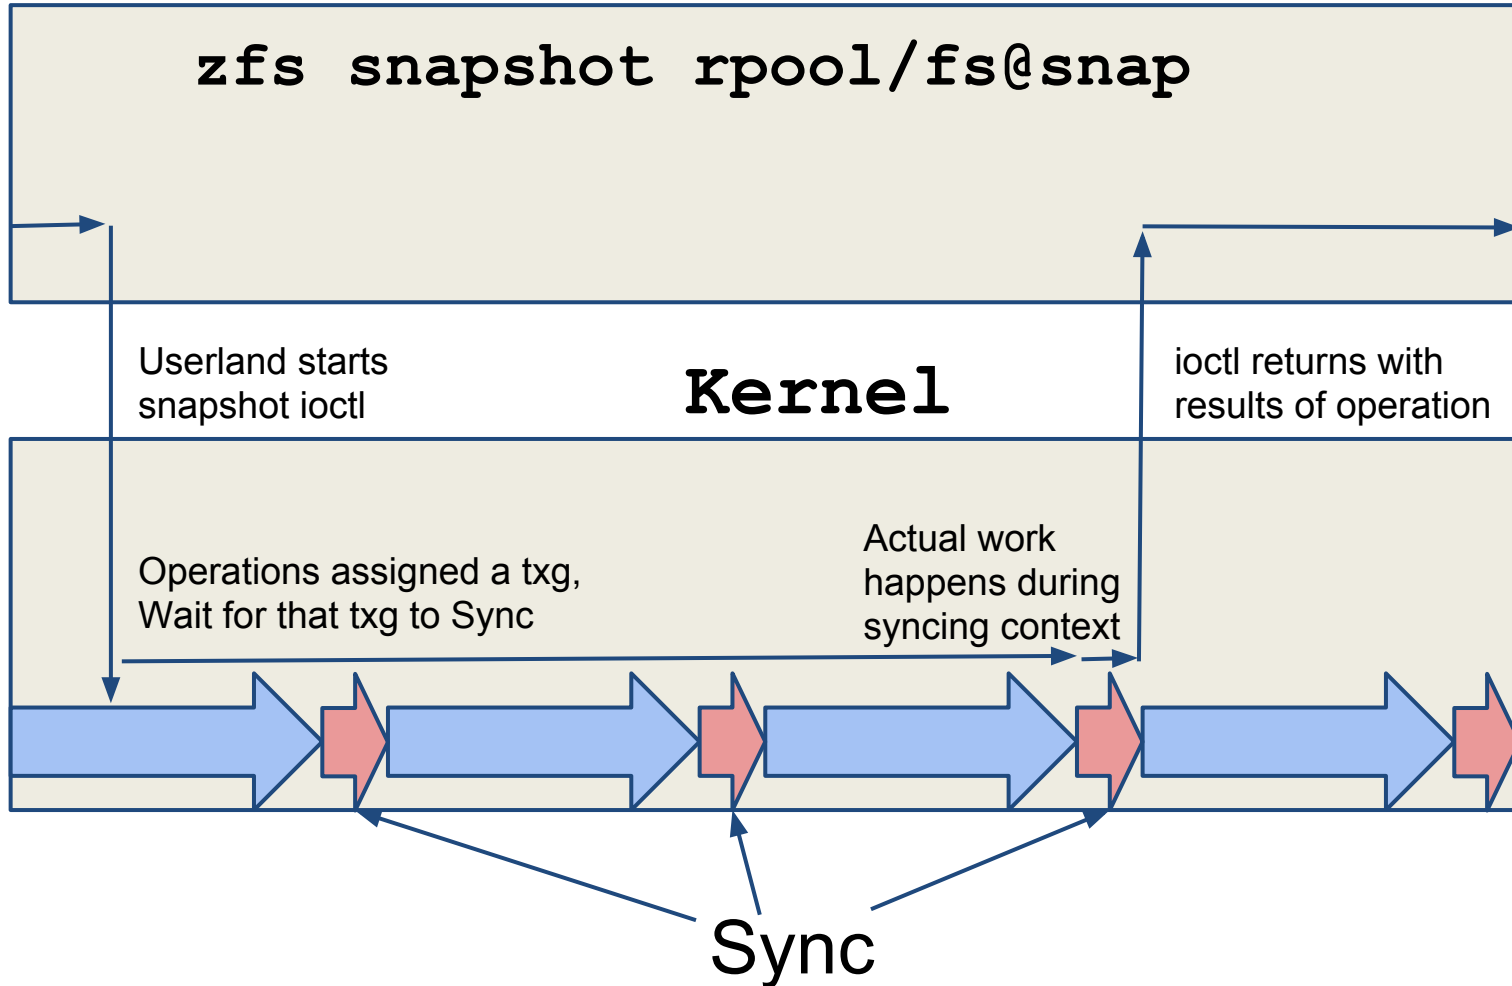 zfs snapshot rpool/fs@snap
Userland starts
snapshot ioctl
Kernel
ioctl returns with
results of operation
Operations assigned a txg,
Wait for that txg to Sync
Actual work
happens during
syncing context
Sync